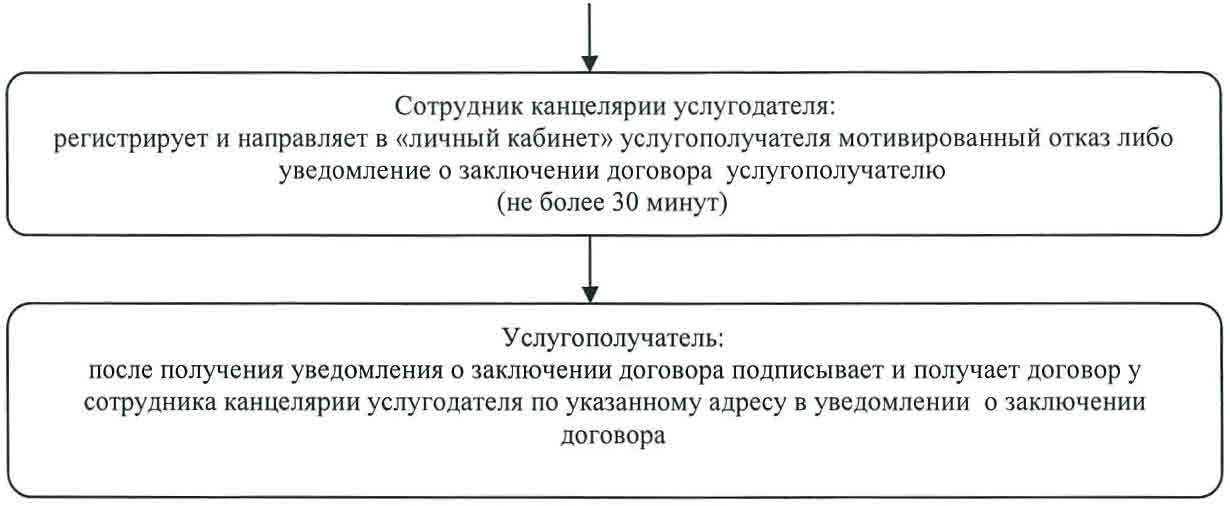 Сотрудник канцелярии услугодателя:
регистрирует и направляет в «личный кабинет» услугополучателя мотивированный отказ либо
уведомление о заключении договора услугополучателю
(не более 30 минут)
Услугополучатель:
после получения уведомления о заключении договора подписывает и получает договор у
сотрудника канцелярии услугодателя по указанному адресу в уведомлении о заключении
договора